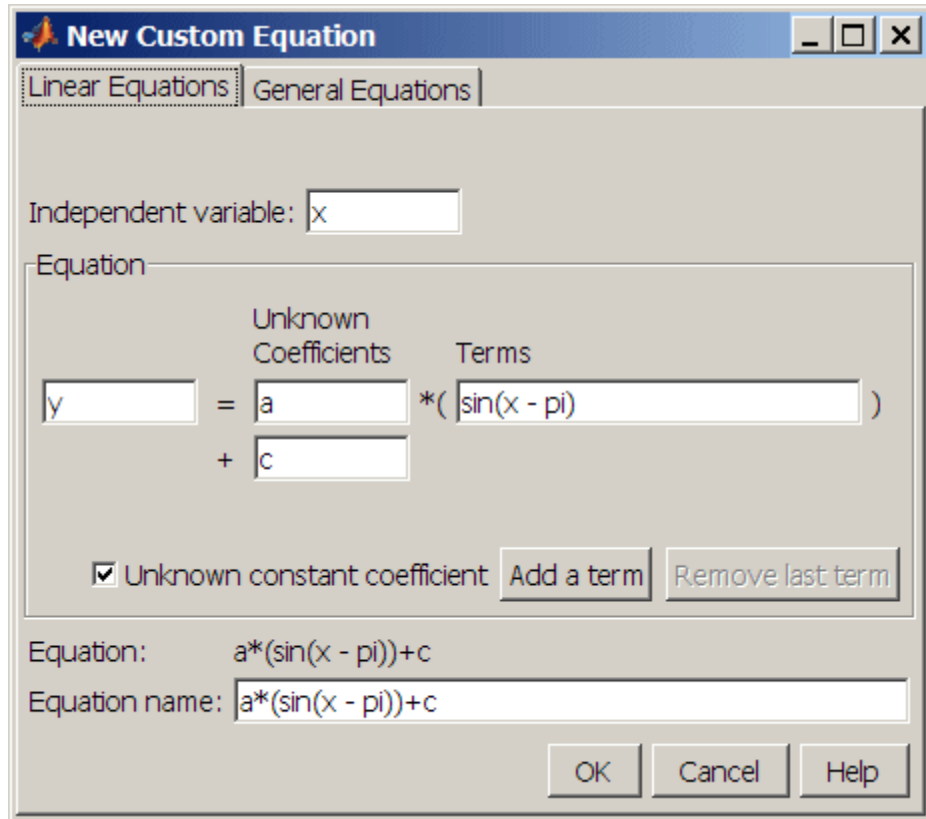 New Custom Equation
Linear Equations General Equations
Independent variable: x
Equation
Unknown
Coefficients Terms
y = a *( sin(x - pi) )
+ c
Unknown constant coefficient Add a term Remove last term
Equation: a*(sin(x - pi))+c
Equation name: a*(sin(x - pi))+c
OK Cancel Help